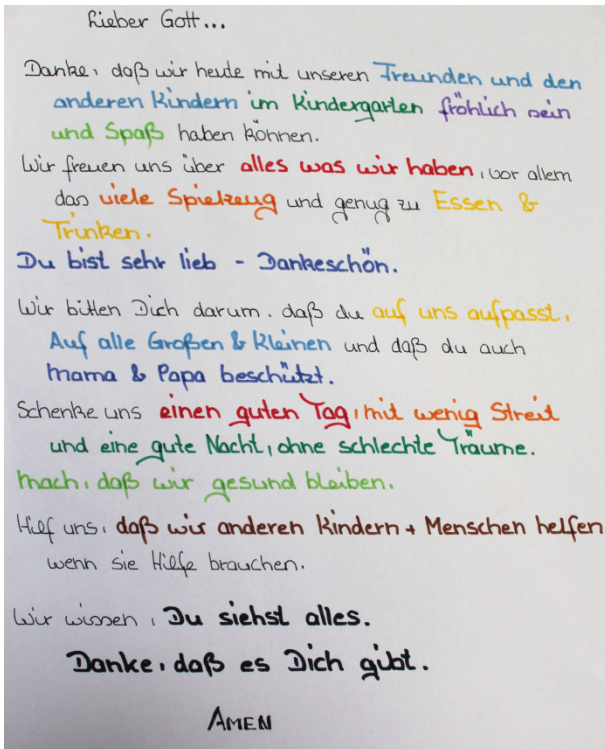 Lieber Gott...
Danke, daß wir heute mit unseren Freunden und den
anderen Kindern im Kindergarten fröhlich sein
und Spaß haben können.
Wir freuen uns über alles was wir haben, vor allem
das viele Spielzeug und genug zu Essen &
Trinken.
Du bist sehr lieb - Dankeschön.
Wir bitten Dich darum, daß du auf uns aufpasst.
Auf alle Großen & Kleinen und daß du auch
Mama & Papa beschützt.
Schenke uns einen guten Tag, mit wenig Streit
und eine gute Nacht, ohne schlechte Träume.
Mach, daß wir gesund bleiben.
Hilf uns, daß wir anderen Kindern + Menschen helfen
wenn sie Hilfe brauchen.
Wir wissen, Du siehst alles.
Danke, daß es Dich gibt.
AMEN